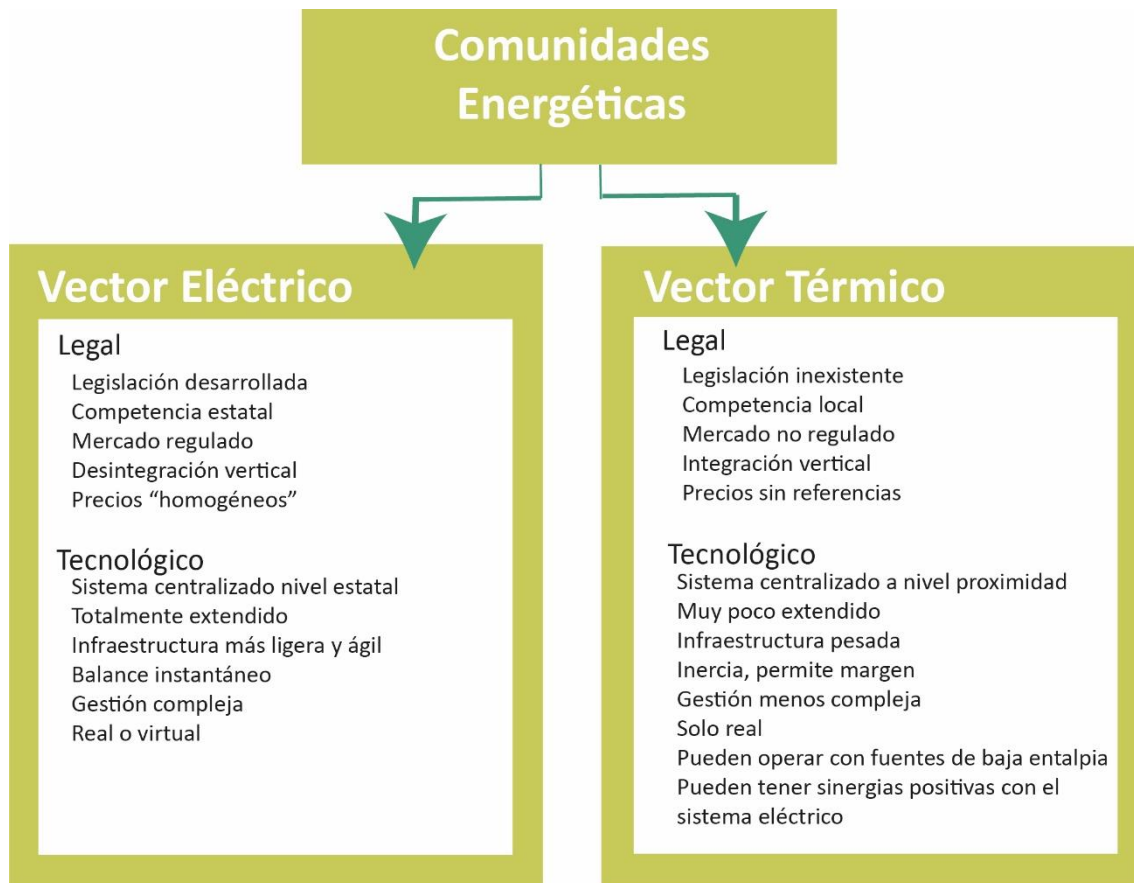 Comunidades
Energéticas
Vector Eléctrico
Legal
Legislación desarrollada
Competencia estatal
Mercado regulado
Desintegración vertical
Precios “homogéneos”
Tecnológico
Sistema centralizado nivel estatal
Totalmente extendido
Infraestructura más ligera y ágil
Balance instantáneo
Gestión compleja
Real o virtual
Vector Térmico
Legal
Legislación inexistente
Competencia local
Mercado no regulado
Integración vertical
Precios sin referencias
Tecnológico
Sistema centralizado a nivel proximidad
Muy poco extendido
Infraestructura pesada
Inercia, permite margen
Gestión menos compleja
Solo real
Pueden operar con fuentes de baja entalpia
Pueden tener sinergias positivas con el
sistema eléctrico